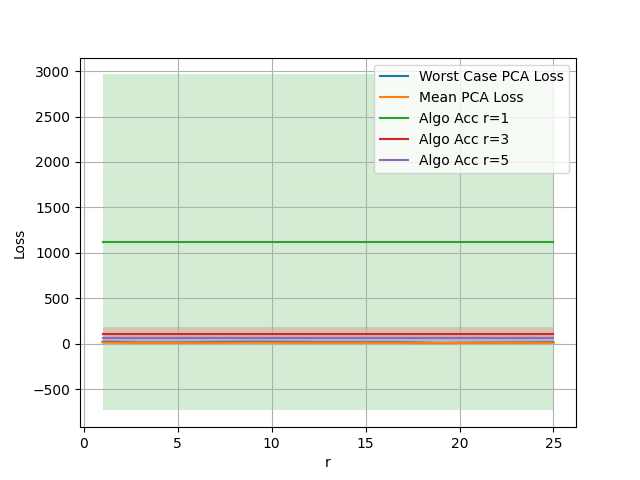 3000
2500
2000
1500
1000
500
0
−500
Loss
0 5 10 15 20 25
r
Worst Case PCA Loss
Mean PCA Loss
Algo Acc r=1
Algo Acc r=3
Algo Acc r=5